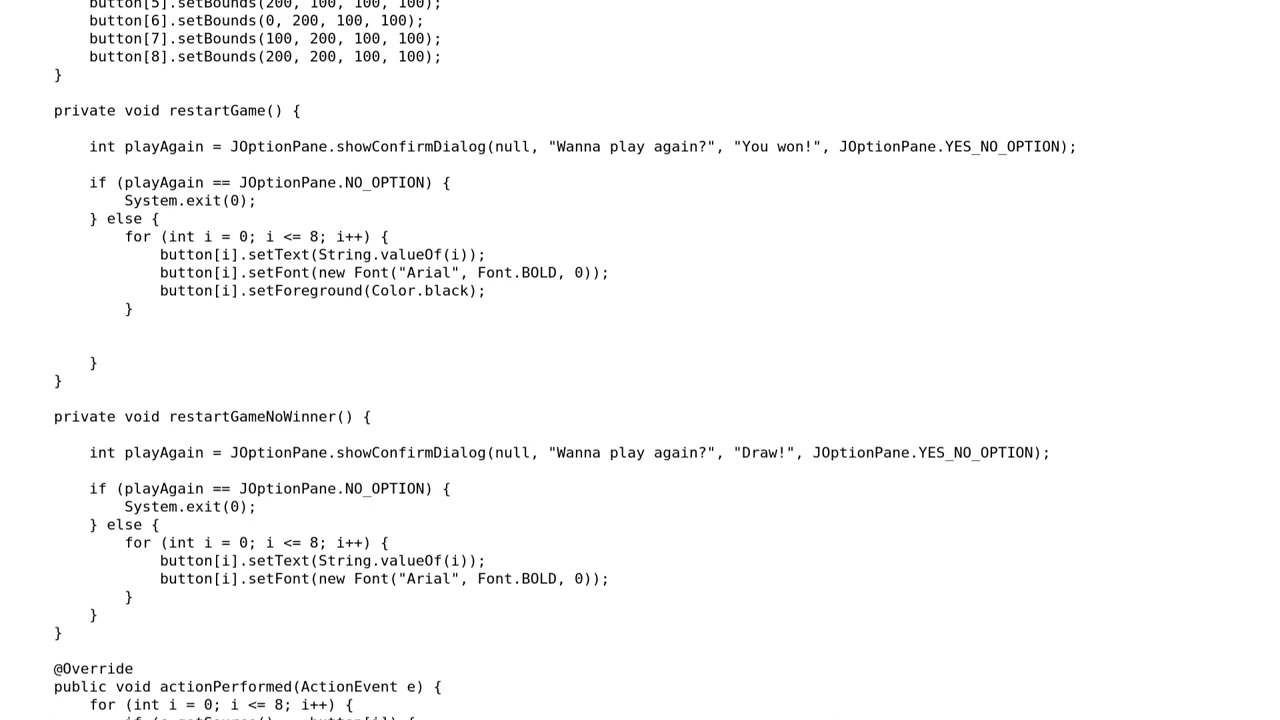 button[5].setBounds(200, 100, 100, 100);
button[6].setBounds(0, 200, 100, 100);
button[7].setBounds(100, 200, 100, 100);
button[8].setBounds(200, 200, 100, 100);
}
private void restartGame() {
int playAgain = JOptionPane.showConfirmDialog(null, "Wanna play again?", "You won!", JOptionPane.YES_NO_OPTION);
if (playAgain == JOptionPane.NO_OPTION) {
System.exit(0);
} else {
for (int i = 0; i <= 8; i++) {
button[i].setText(String.valueOf(i));
button[i].setFont(new Font("Arial", Font.BOLD, 0));
button[i].setForeground(Color.black);
}
}
}
private void restartGameNoWinner() {
int playAgain = JOptionPane.showConfirmDialog(null, "Wanna play again?", "Draw!", JOptionPane.YES_NO_OPTION);
if (playAgain == JOptionPane.NO_OPTION) {
System.exit(0);
} else {
for (int i = 0; i <= 8; i++) {
button[i].setText(String.valueOf(i));
button[i].setFont(new Font("Arial", Font.BOLD, 0));
}
}
}
@Override
public void actionPerformed(ActionEvent e) {
for (int i = 0; i <= 8; i++) {